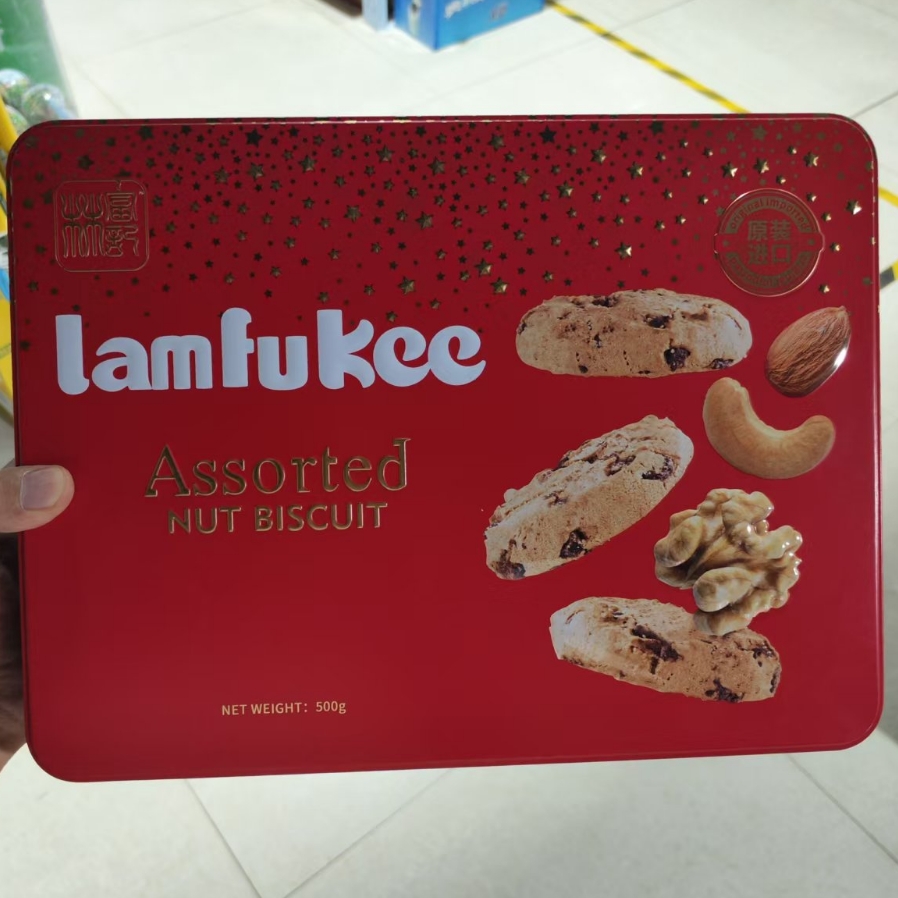 原装
进口
lamfukee
Assorted
NUT BISCUIT
NET WEIGHT: 500g